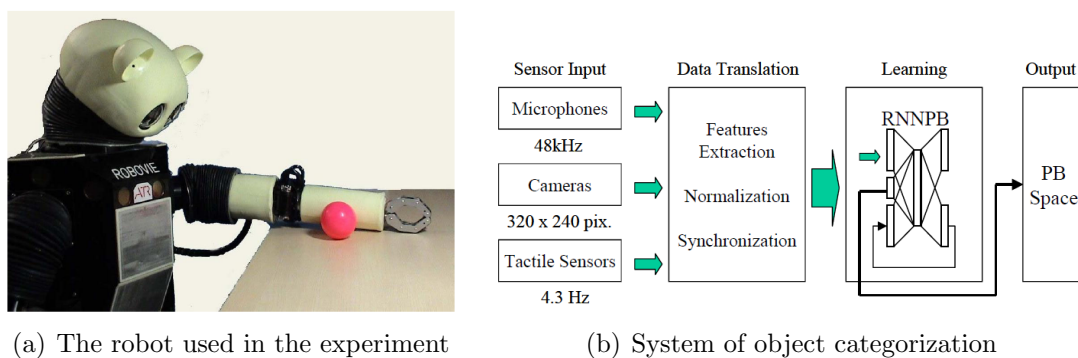 ROBOVIE
ATR
(a) The robot used in the experiment
Sensor Input
Data Translation
Learning
Output
Microphones
48kHz
Cameras
320 x 240 pix.
Tactile Sensors
4.3 Hz
Features
Extraction
Normalization
Synchronization
RNNPB
PB
Space
(b) System of object categorization